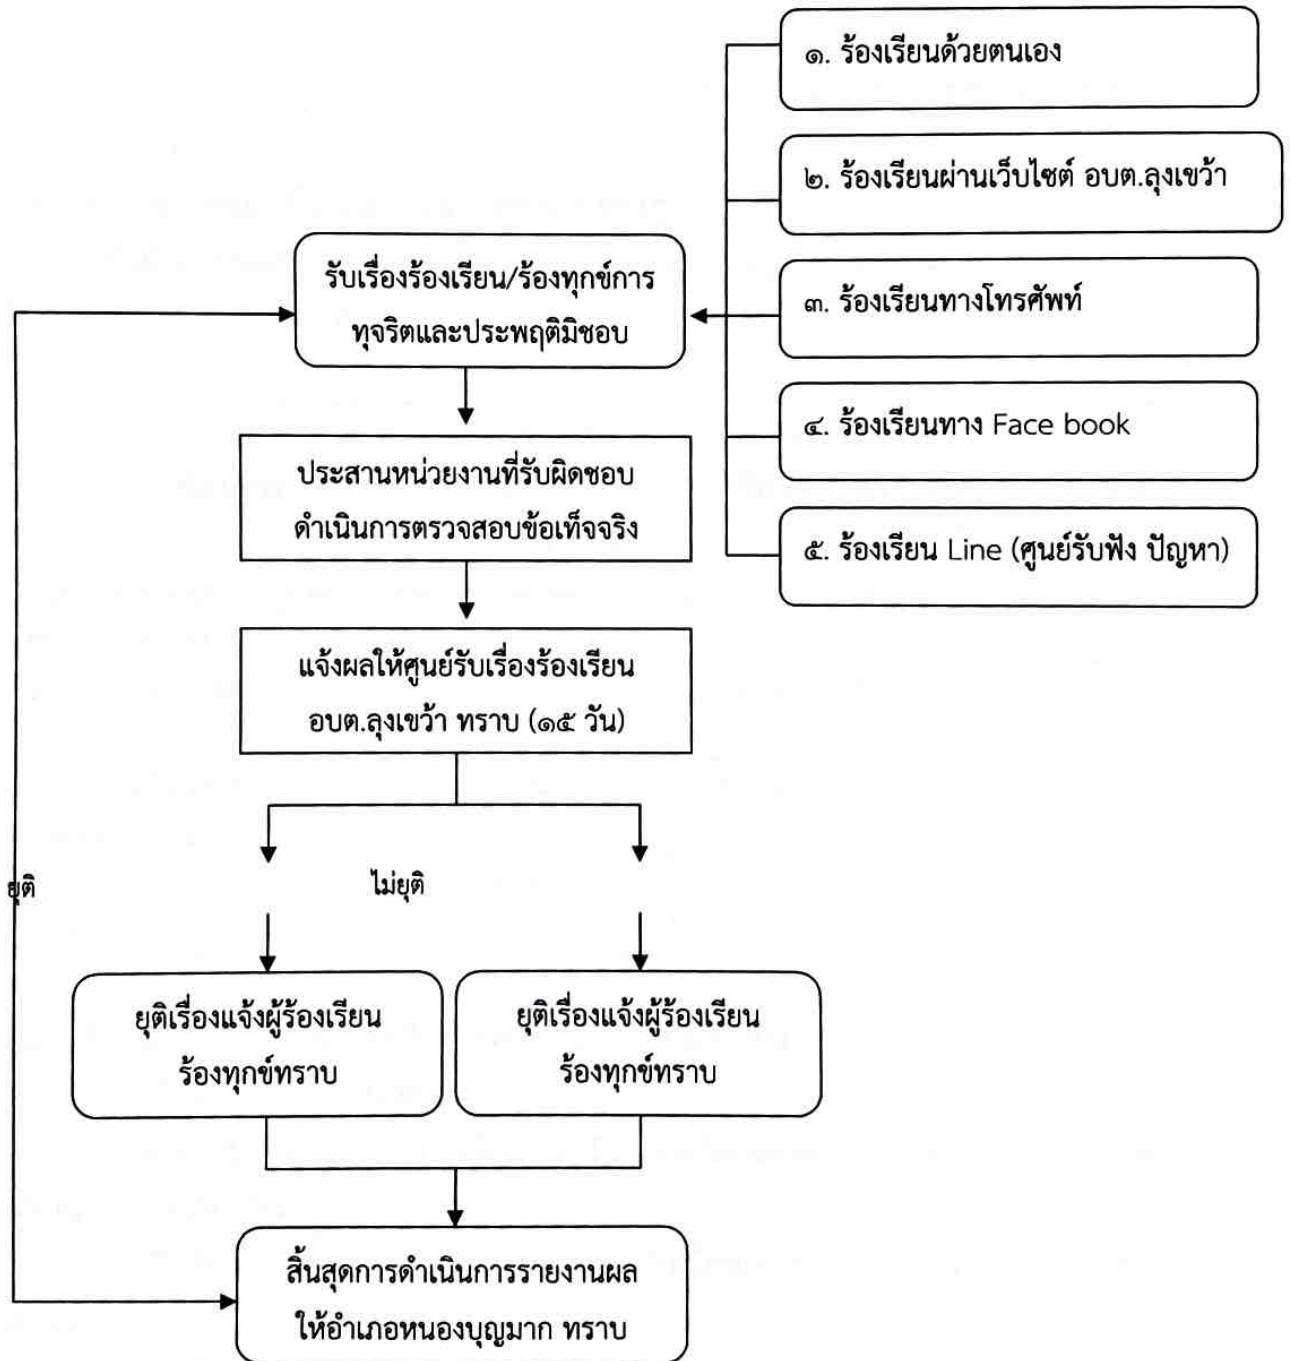 ๑. ร้องเรียนด้วยตนเอง
๒. ร้องเรียนผ่านเว็บไซต์ อบต.ลุงเขว้า
๓. ร้องเรียนทางโทรศัพท์
๔. ร้องเรียนทาง Face book
๕. ร้องเรียน Line (ศูนย์รับฟัง ปัญหา)
รับเรื่องร้องเรียน/ร้องทุกข์การ
ทุจริตและประพฤติมิชอบ
ประสานหน่วยงานที่รับผิดชอบ
ดำเนินการตรวจสอบข้อเท็จจริง
แจ้งผลให้ศูนย์รับเรื่องร้องเรียน
อบต.ลุงเขว้า ทราบ (๑๕ วัน)
ยุติ
ไม่ยุติ
ยุติเรื่องแจ้งผู้ร้องเรียน
ร้องทุกข์ทราบ
ยุติเรื่องแจ้งผู้ร้องเรียน
ร้องทุกข์ทราบ
สิ้นสุดการดำเนินการรายงานผล
ให้อำเภอหนองบุญมาก ทราบ